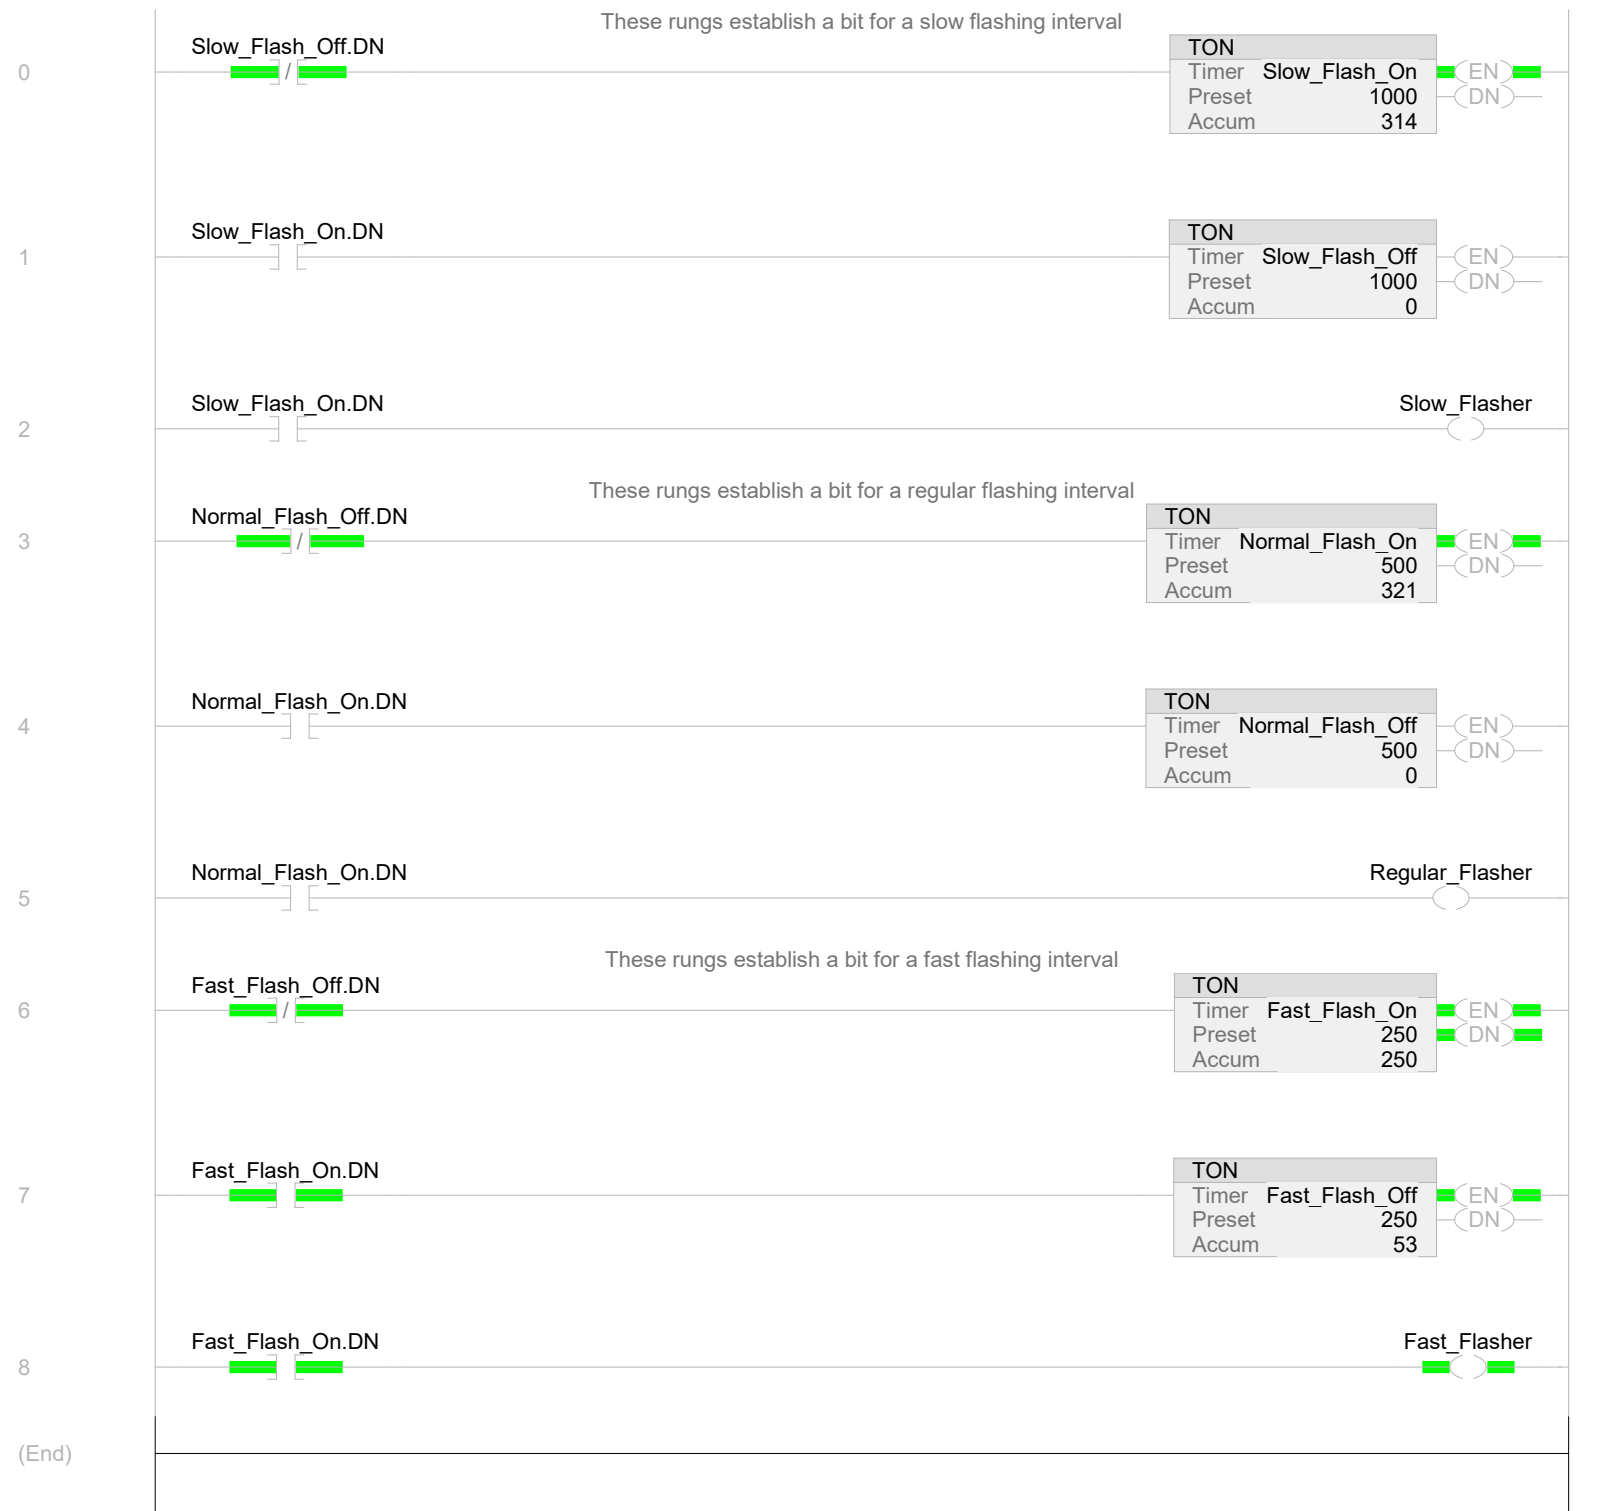 These rungs establish a bit for a slow flashing interval
Slow_Flash_Off.DN
TON
0
/
Timer Slow_Flash_On
EN
Preset 1000
DN
Accum 314
Slow_Flash_On.DN
TON
1
Timer Slow_Flash_Off
EN
Preset 1000
DN
Accum 0
Slow_Flash_On.DN
Slow_Flasher
2
These rungs establish a bit for a regular flashing interval
Normal_Flash_Off.DN
TON
3
/
Timer Normal_Flash_On
EN
Preset 500
DN
Accum 321
Normal_Flash_On.DN
TON
4
Timer Normal_Flash_Off
EN
Preset 500
DN
Accum 0
Normal_Flash_On.DN
Regular_Flasher
5
These rungs establish a bit for a fast flashing interval
Fast_Flash_Off.DN
TON
6
/
Timer Fast_Flash_On
EN
Preset 250
DN
Accum 250
Fast_Flash_On.DN
TON
7
Timer Fast_Flash_Off
EN
Preset 250
DN
Accum 53
Fast_Flash_On.DN
Fast_Flasher
8
(End)